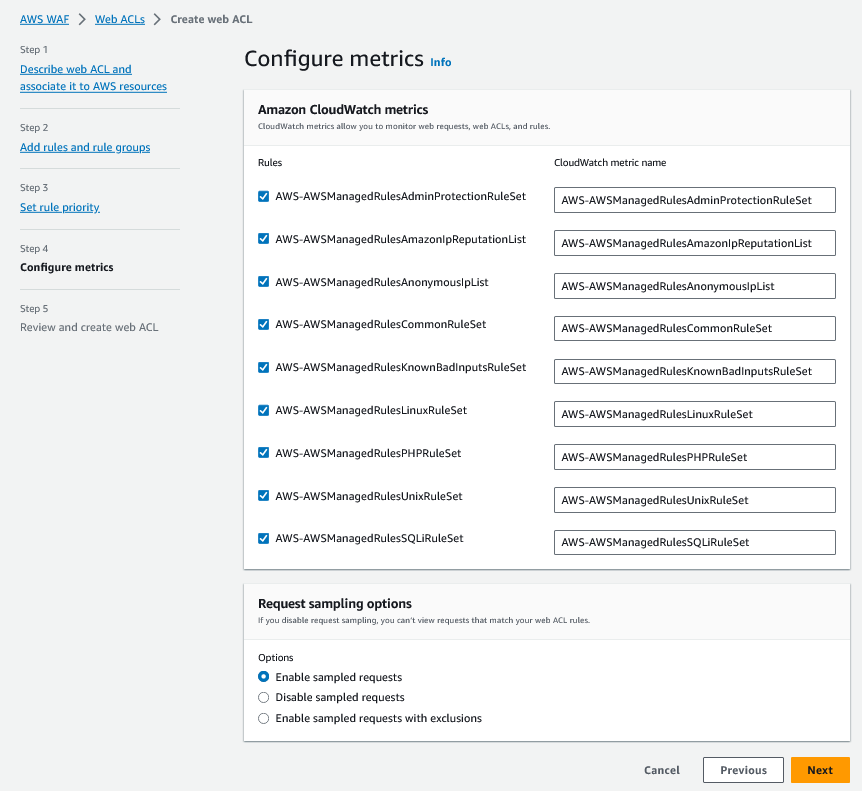 AWS WAF > Web ACLs > Create web ACL
Step 1
Describe web ACL and
associate it to AWS resources
Step 2
Add rules and rule groups
Step 3
Set rule priority
Step 4
Configure metrics
Step 5
Review and create web ACL
Configure metrics Info
Amazon CloudWatch metrics
CloudWatch metrics allow you to monitor web requests, web ACLs, and rules.
Rules CloudWatch metric name
AWS-AWSManagedRulesAdminProtectionRuleSet AWS-AWSManagedRulesAdminProtectionRuleSet
AWS-AWSManagedRulesAmazonIpReputationList AWS-AWSManagedRulesAmazonIpReputationList
AWS-AWSManagedRulesAnonymousIpList AWS-AWSManagedRulesAnonymousIpList
AWS-AWSManagedRulesCommonRuleSet AWS-AWSManagedRulesCommonRuleSet
AWS-AWSManagedRulesKnownBadInputsRuleSet AWS-AWSManagedRulesKnownBadInputsRuleSet
AWS-AWSManagedRulesLinuxRuleSet AWS-AWSManagedRulesLinuxRuleSet
AWS-AWSManagedRulesPHPRuleSet AWS-AWSManagedRulesPHPRuleSet
AWS-AWSManagedRulesUnixRuleSet AWS-AWSManagedRulesUnixRuleSet
AWS-AWSManagedRulesSQLiRuleSet AWS-AWSManagedRulesSQLiRuleSet
Request sampling options
If you disable request sampling, you can't view requests that match your web ACL rules.
Options
Enable sampled requests
Disable sampled requests
Enable sampled requests with exclusions
Cancel Previous Next